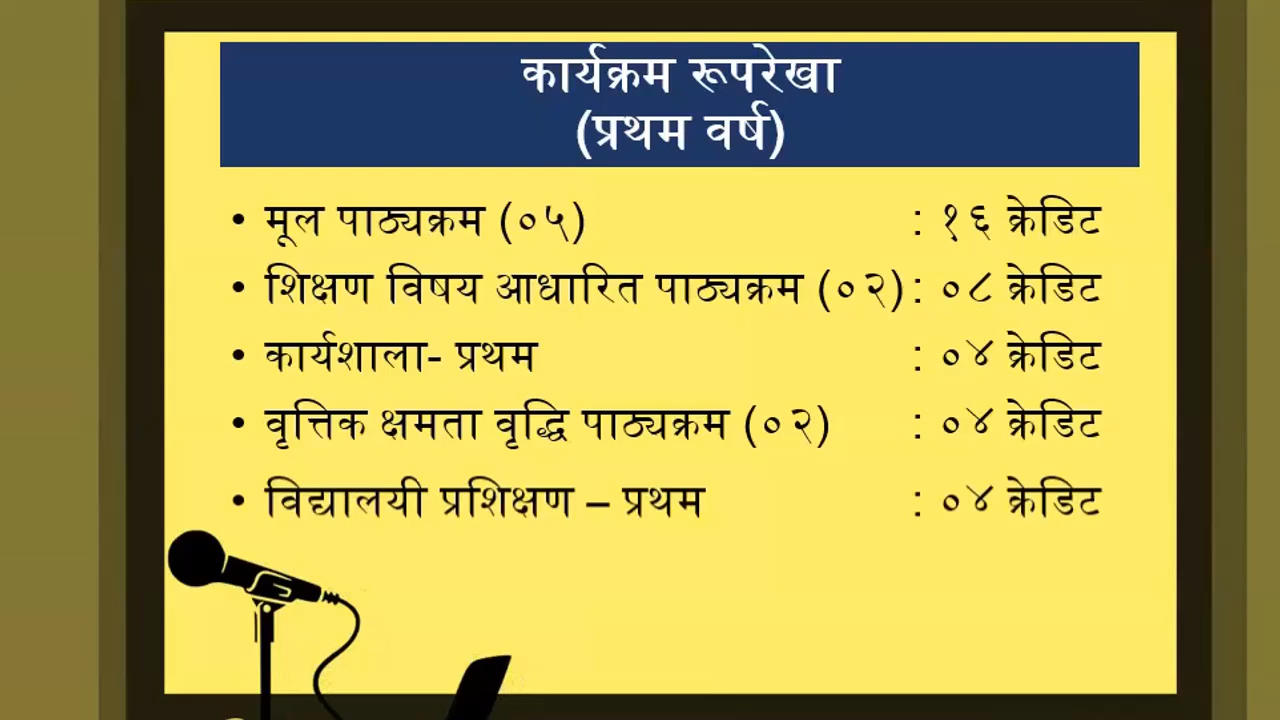 कार्यक्रम रूपरेखा
(प्रथम वर्ष)
• मूल पाठ्यक्रम (०५) : १६ क्रेडिट
• शिक्षण विषय आधारित पाठ्यक्रम (०२) : ०८ क्रेडिट
• कार्यशाला- प्रथम : ०४ क्रेडिट
• वृत्तिक क्षमता वृद्धि पाठ्यक्रम (०२) : ०४ क्रेडिट
• विद्यालयी प्रशिक्षण – प्रथम : ०४ क्रेडिट